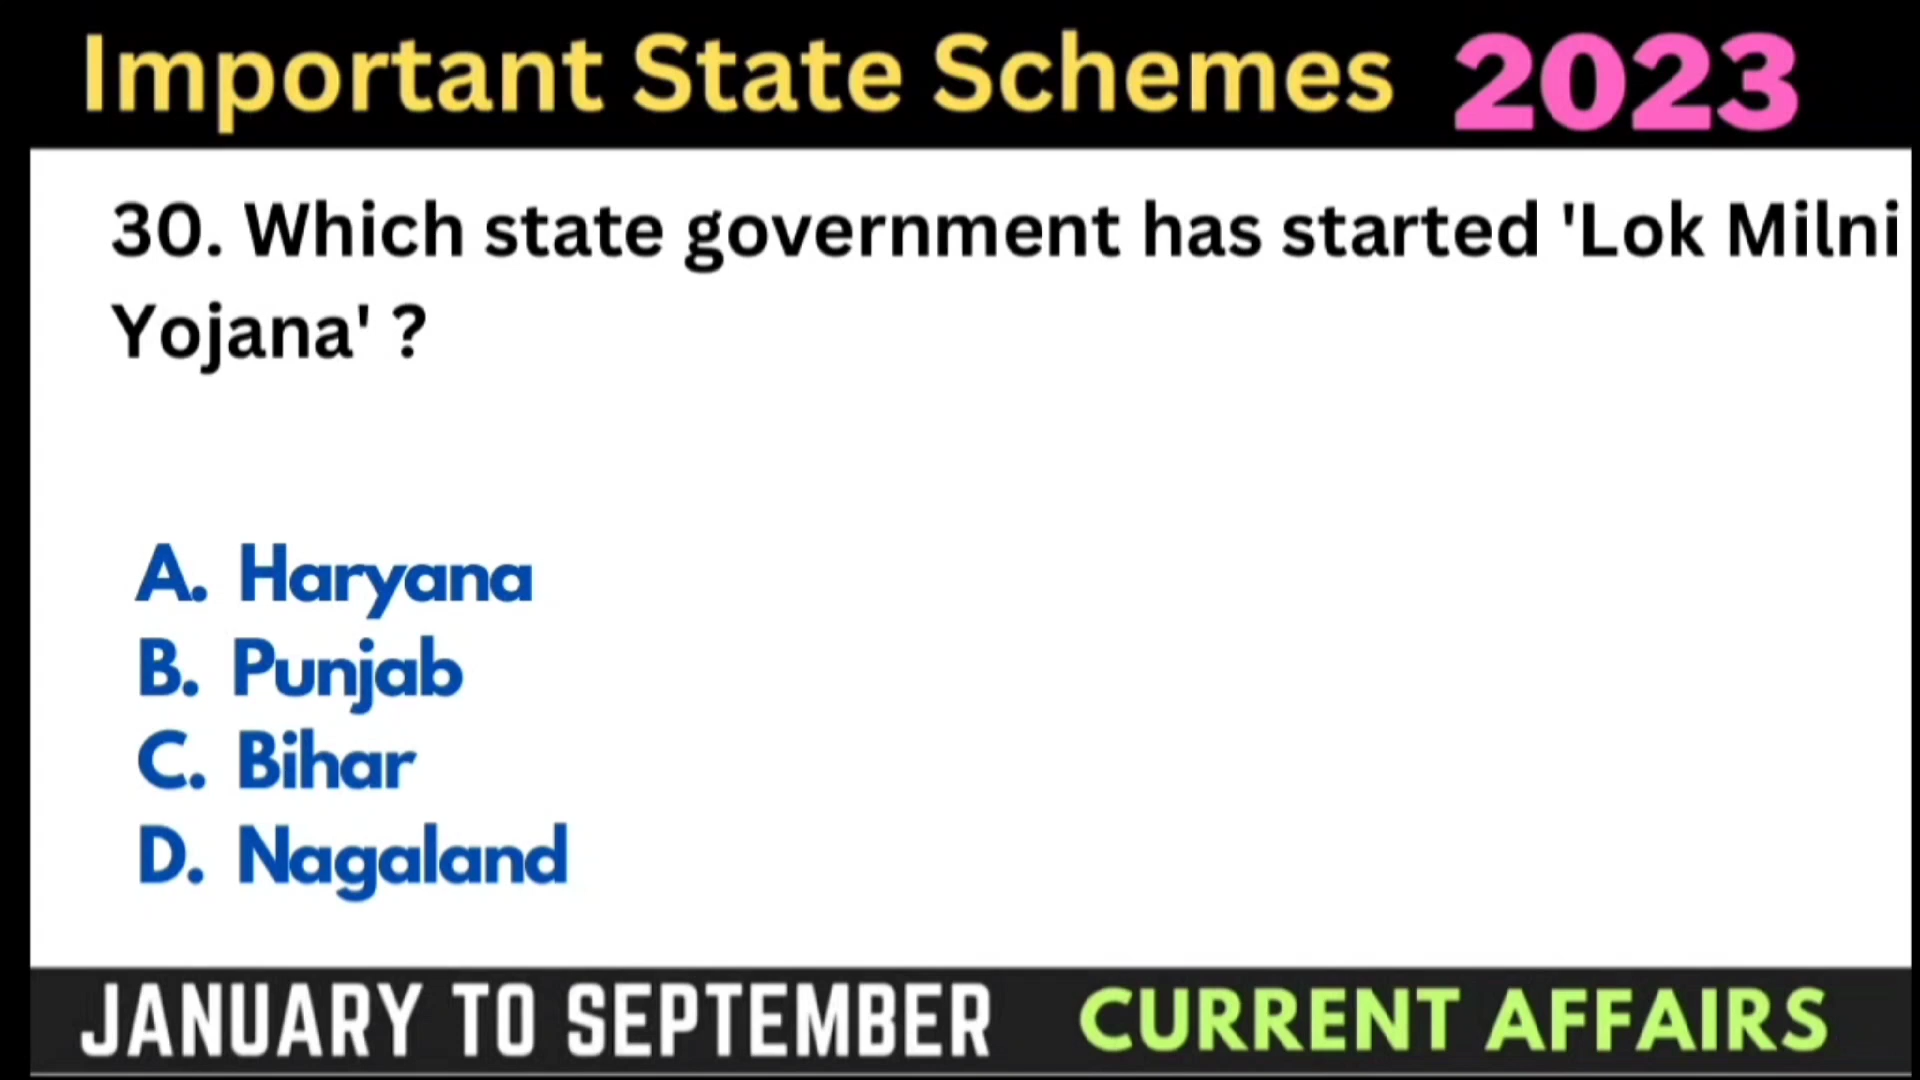 Important State Schemes 2023
30. Which state government has started 'Lok Milni
Yojana' ?
A. Haryana
B. Punjab
C. Bihar
D. Nagaland
JANUARY TO SEPTEMBER CURRENT AFFAIRS